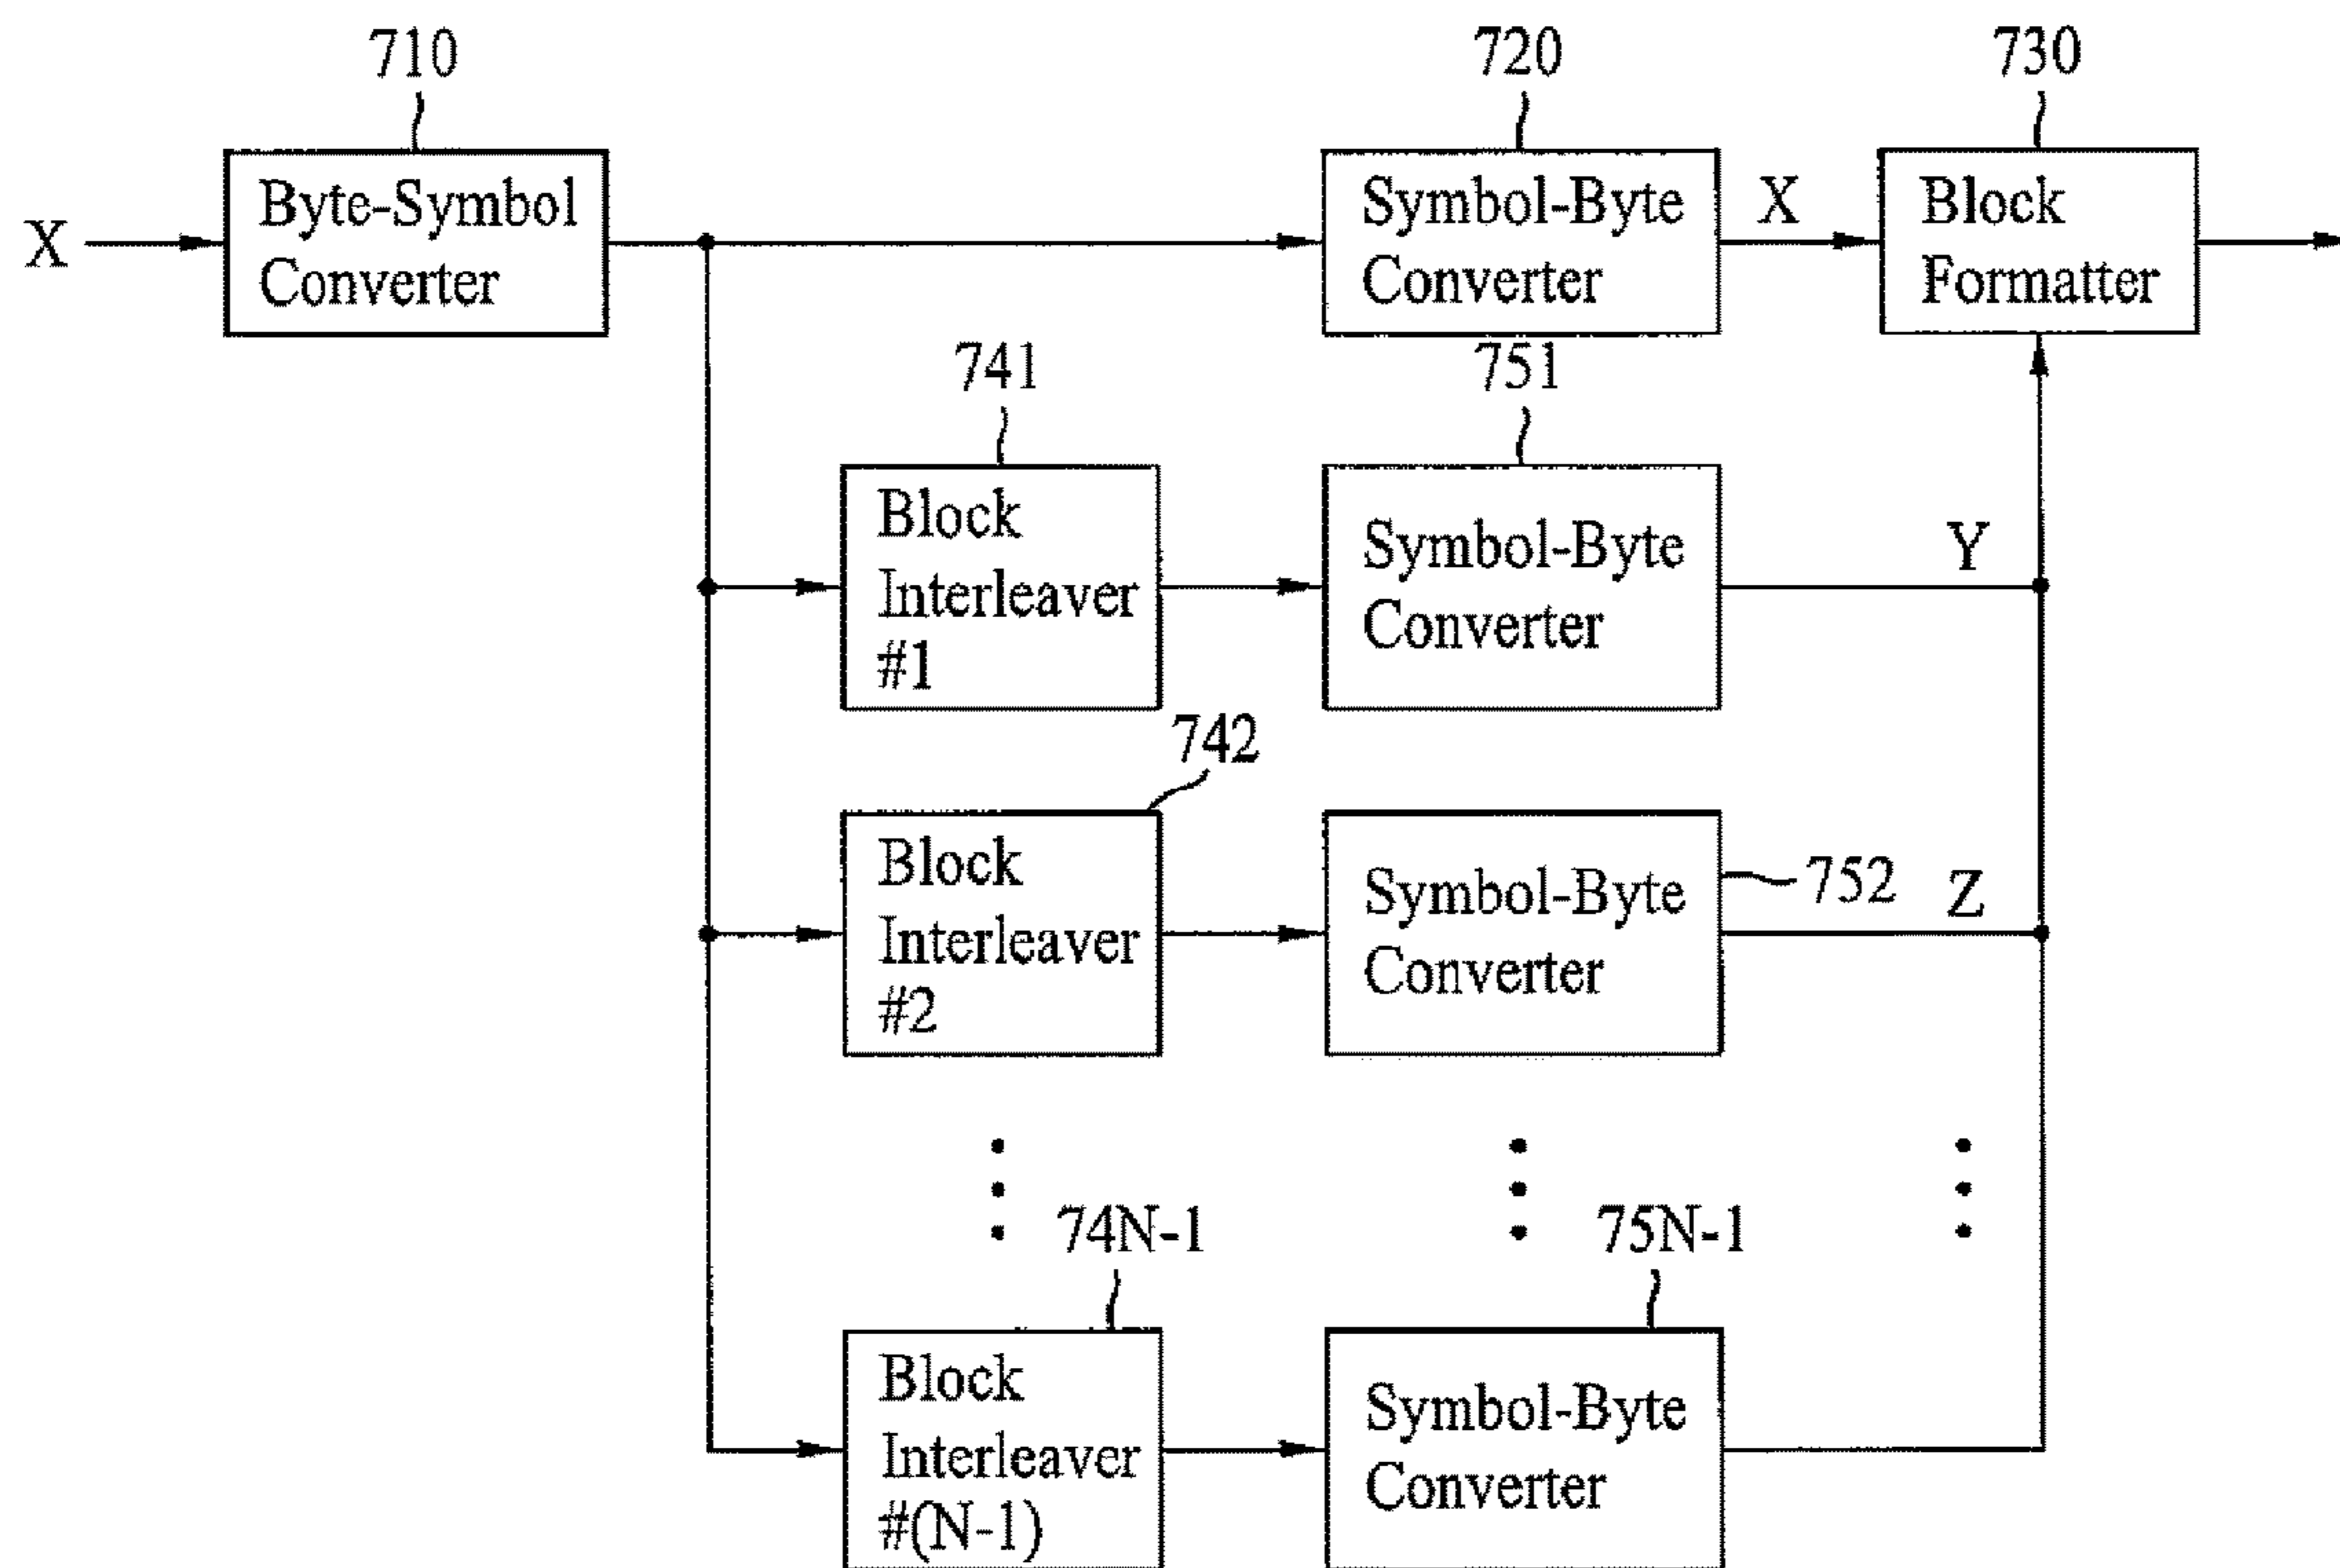 710
720
730
X
Byte-Symbol
Converter
Symbol-Byte
Converter
X
Block
Formatter
741
751
Block
Interleaver
#1
Symbol-Byte
Converter
Y
742
Block
Interleaver
#2
Symbol-Byte
Converter
752
Z
74N-1
75N-1
Block
Interleaver
#(N-1)
Symbol-Byte
Converter